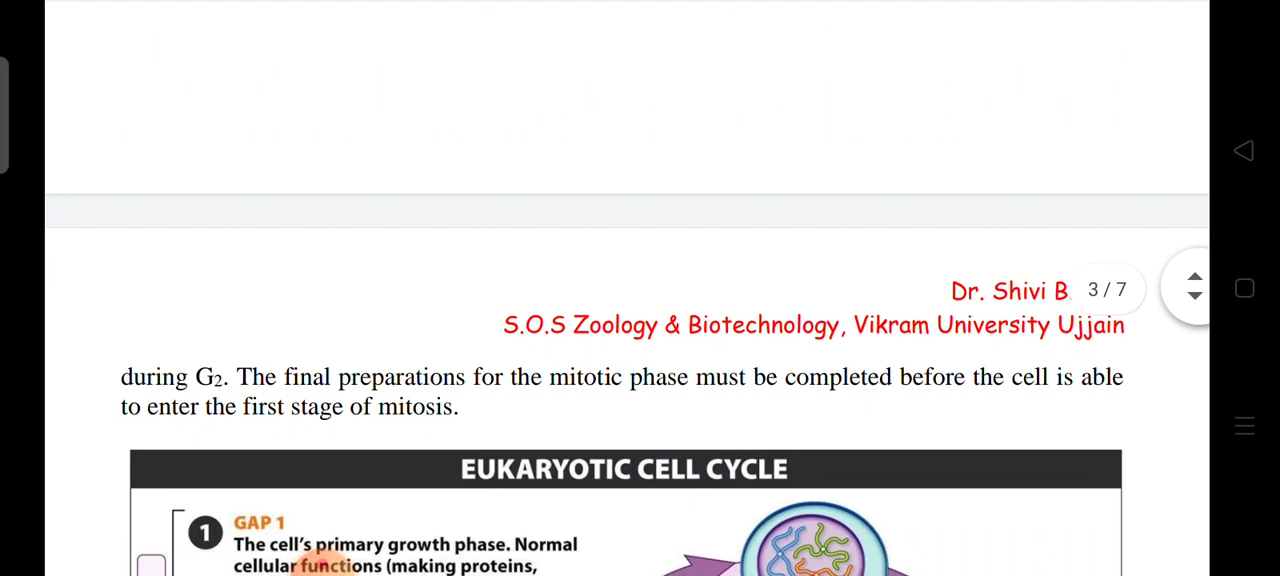 Dr. Shivi B
3 / 7
S.O.S Zoology & Biotechnology, Vikram University Ujjain
during G2. The final preparations for the mitotic phase must be completed before the cell is able
to enter the first stage of mitosis.
EUKARYOTIC CELL CYCLE
1
GAP 1
The cell's primary growth phase. Normal
cellular functions (making proteins,